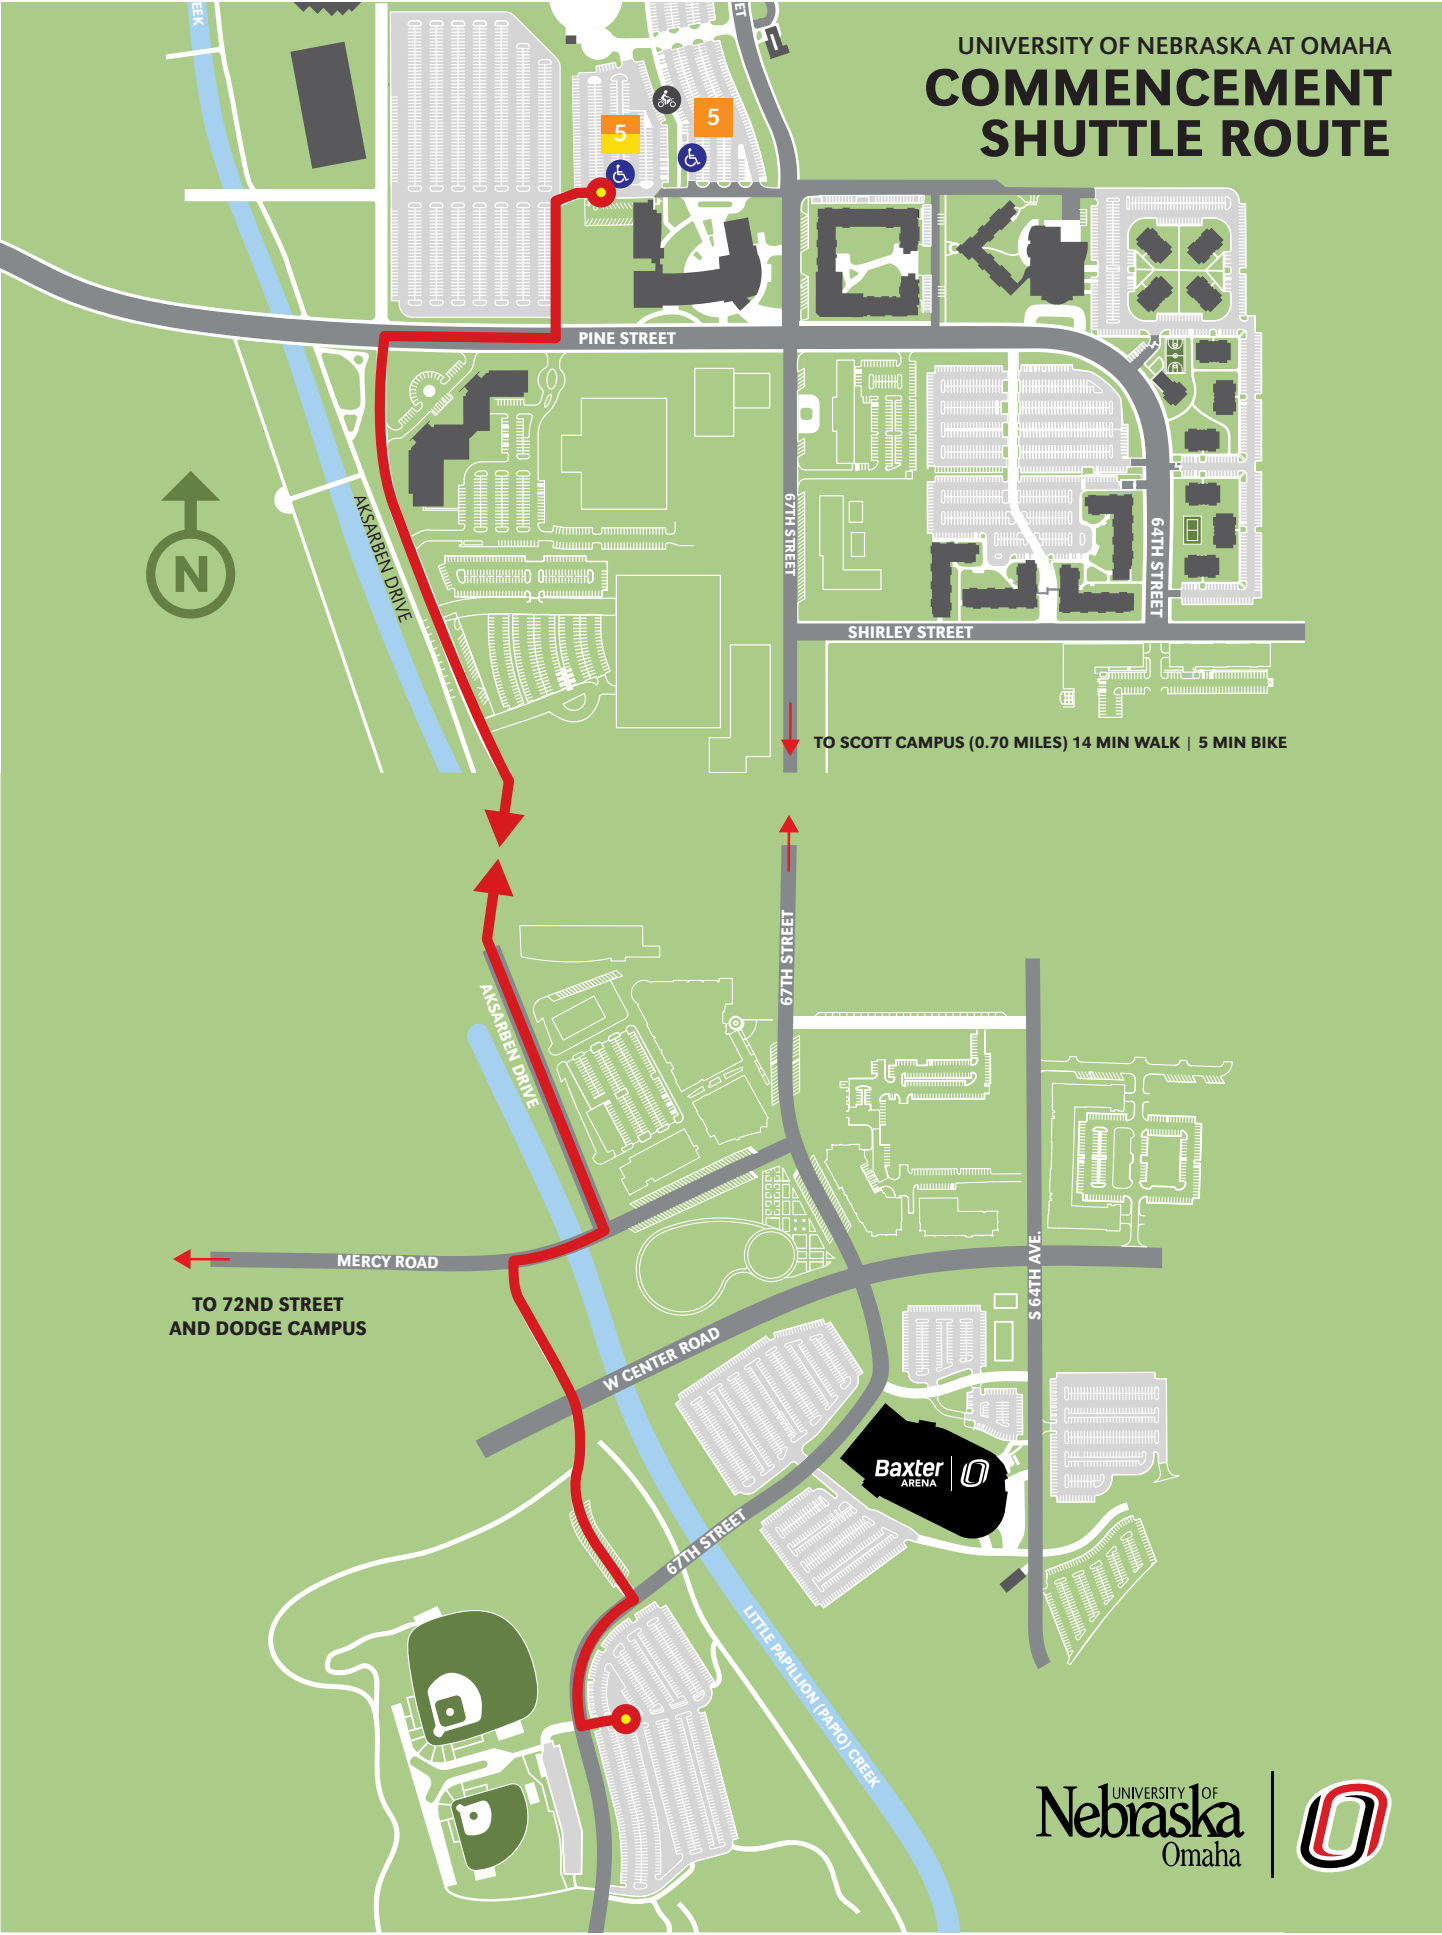 EEK
ET
UNIVERSITY OF NEBRASKA AT OMAHA
COMMENCEMENT
SHUTTLE ROUTE
5
5
PINE STREET
AKSARBEN DRIVE
N
67TH STREET
64TH STREET
SHIRLEY STREET
TO SCOTT CAMPUS (0.70 MILES) 14 MIN WALK | 5 MIN BIKE
67TH STREET
AKSARBEN DRIVE
MERCY ROAD
TO 72ND STREET
AND DODGE CAMPUS
S 64TH AVE.
W CENTER ROAD
Baxter
ARENA
67TH STREET
LITTLE PAPILLION (PAPIO) CREEK
UNIVERSITY OF
Nebraska
Omaha